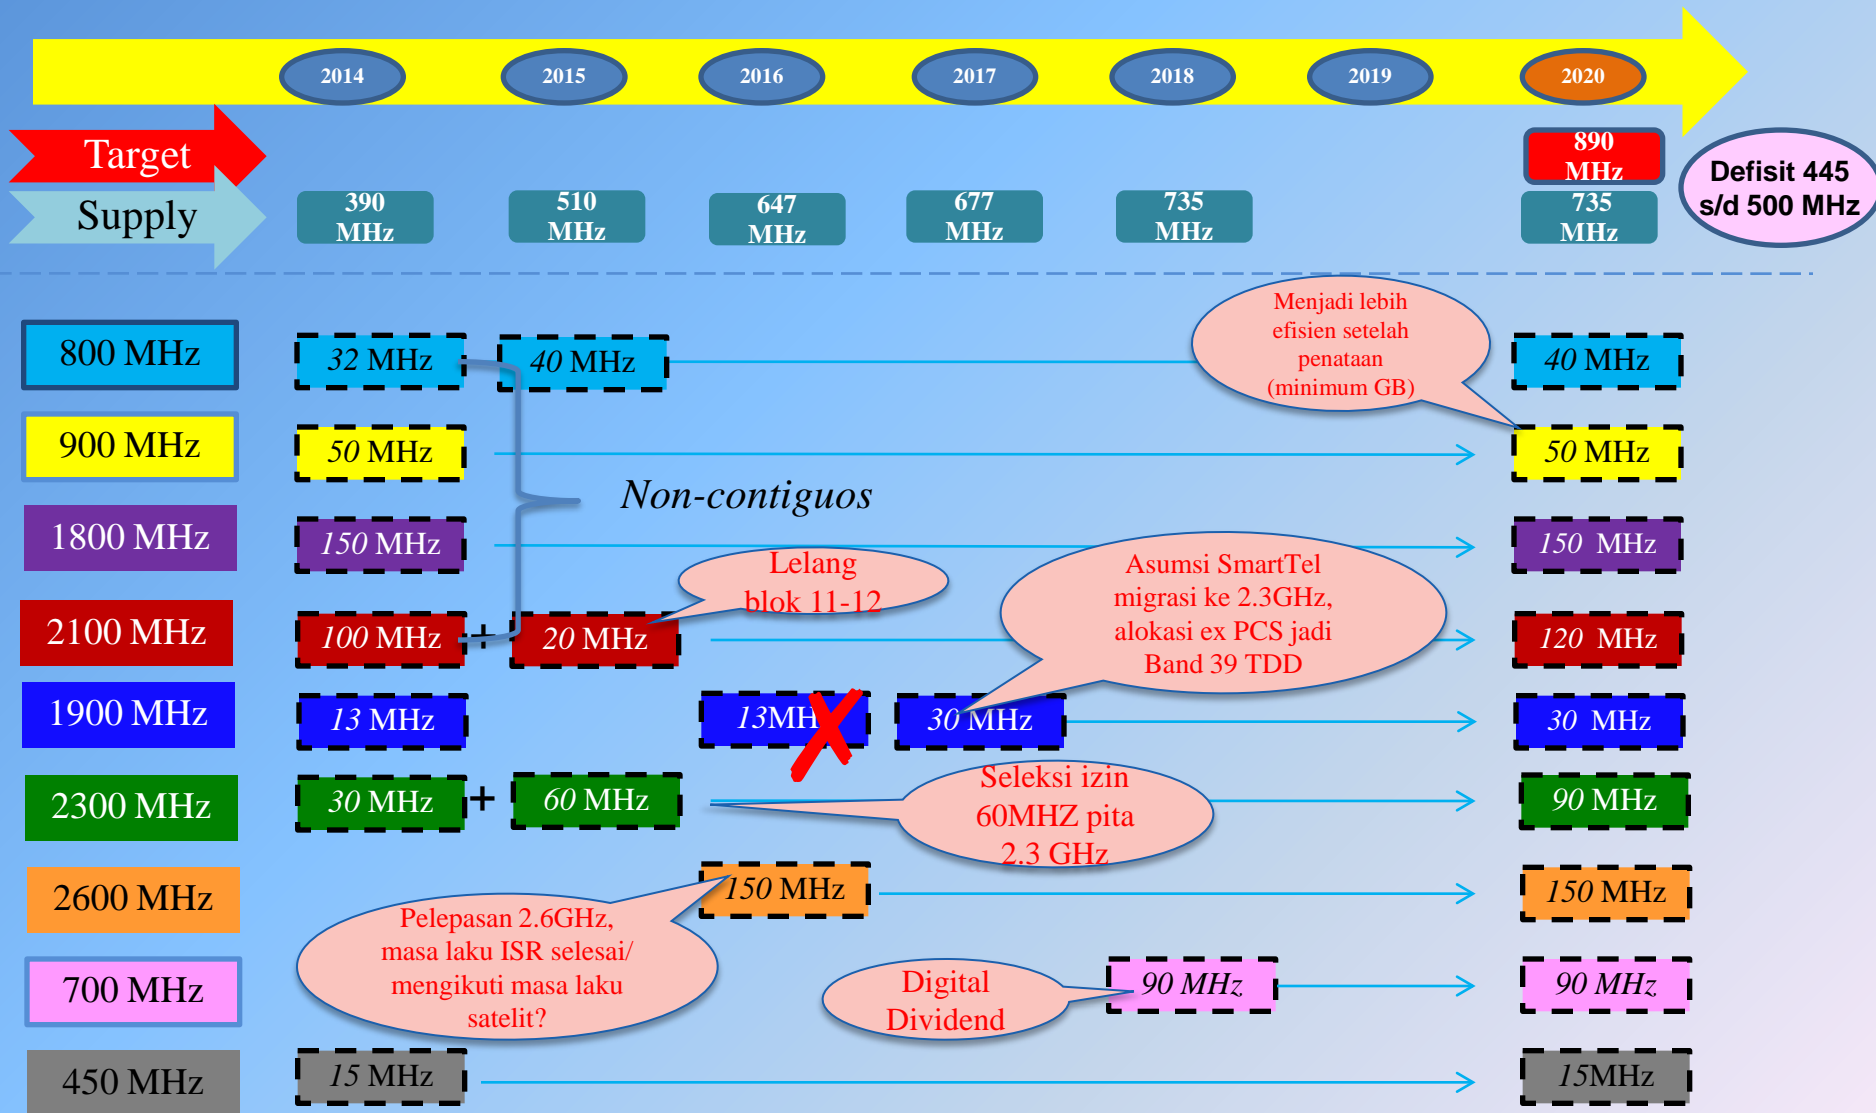 2014 2015 2016 2017 2018 2019 2020
Target
890
MHz
Defisit 445
s/d 500 MHz
Supply
390
MHz
510
MHz
647
MHz
677
MHz
735
MHz
735
MHz
Menjadi lebih
efisien setelah
penataan
(minimum GB)
800 MHz
32 MHz
40 MHz
40 MHz
900 MHz
50 MHz
50 MHz
Non-contiguos
1800 MHz
150 MHz
150 MHz
Lelang
blok 11-12
Asumsi SmartTel
migrasi ke 2.3GHz,
alokasi ex PCS jadi
Band 39 TDD
2100 MHz
100 MHz
+
20 MHz
120 MHz
1900 MHz
13 MHz
13MH
30 MHz
30 MHz
2300 MHz
30 MHz
+
60 MHz
Seleksi izin
60MHZ pita
2.3 GHz
90 MHz
2600 MHz
150 MHz
150 MHz
Pelepasan 2.6GHz,
masa laku ISR selesai/
mengikuti masa laku
satelit?
700 MHz
Digital
Dividend
90 MHz
90 MHz
450 MHz
15 MHz
15MHz